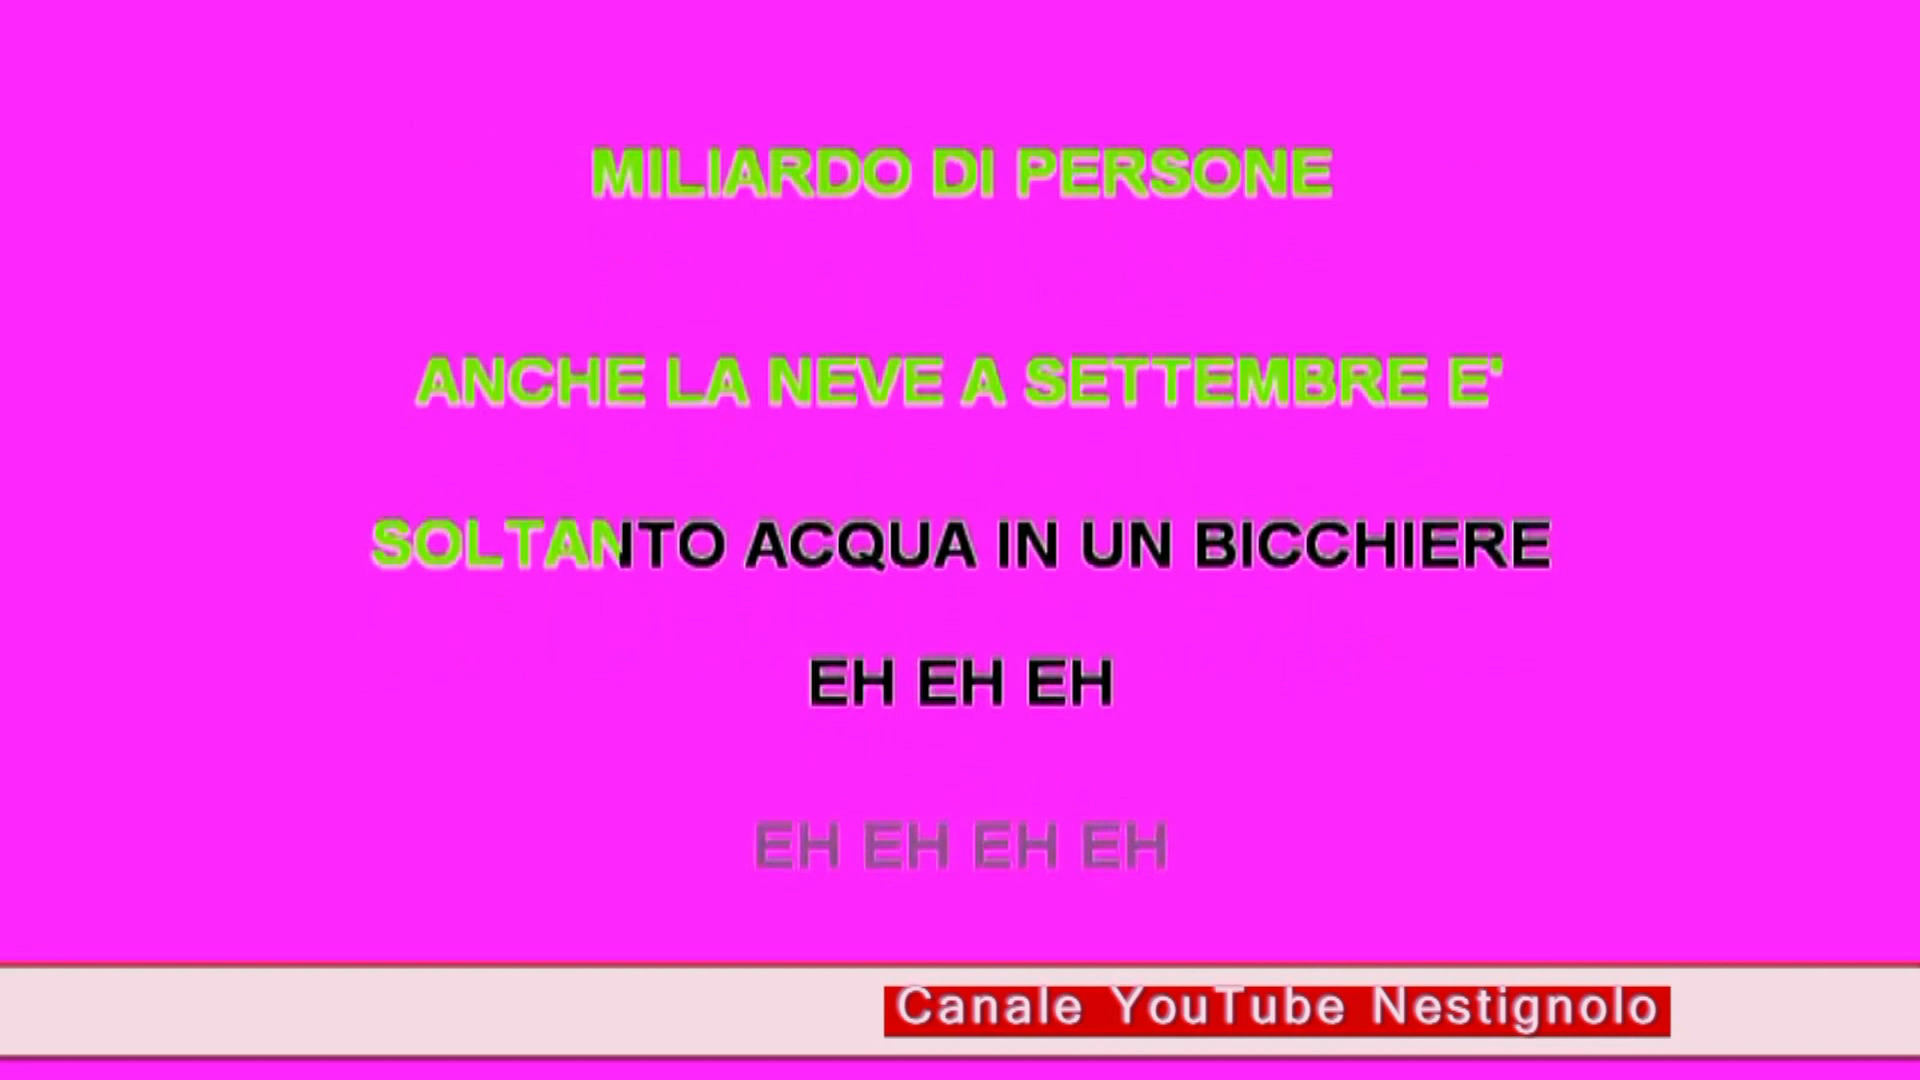 MILIARDO DI PERSONE
ANCHE LA NEVE A SETTEMBRE E'
SOLTANTO ACQUA IN UN BICCHIERE
EH EH EH
EH EH EH EH
Canale YouTube Nestignolo